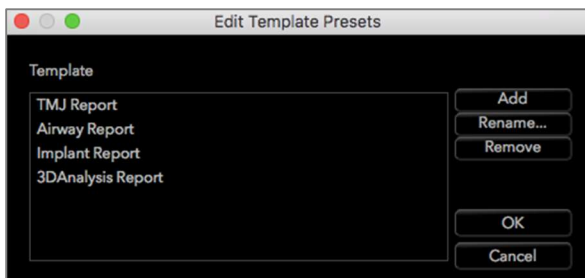 Edit Template Presets
Template
TMJ Report
Airway Report
Implant Report
3DAnalysis Report
Add
Rename...
Remove
OK
Cancel